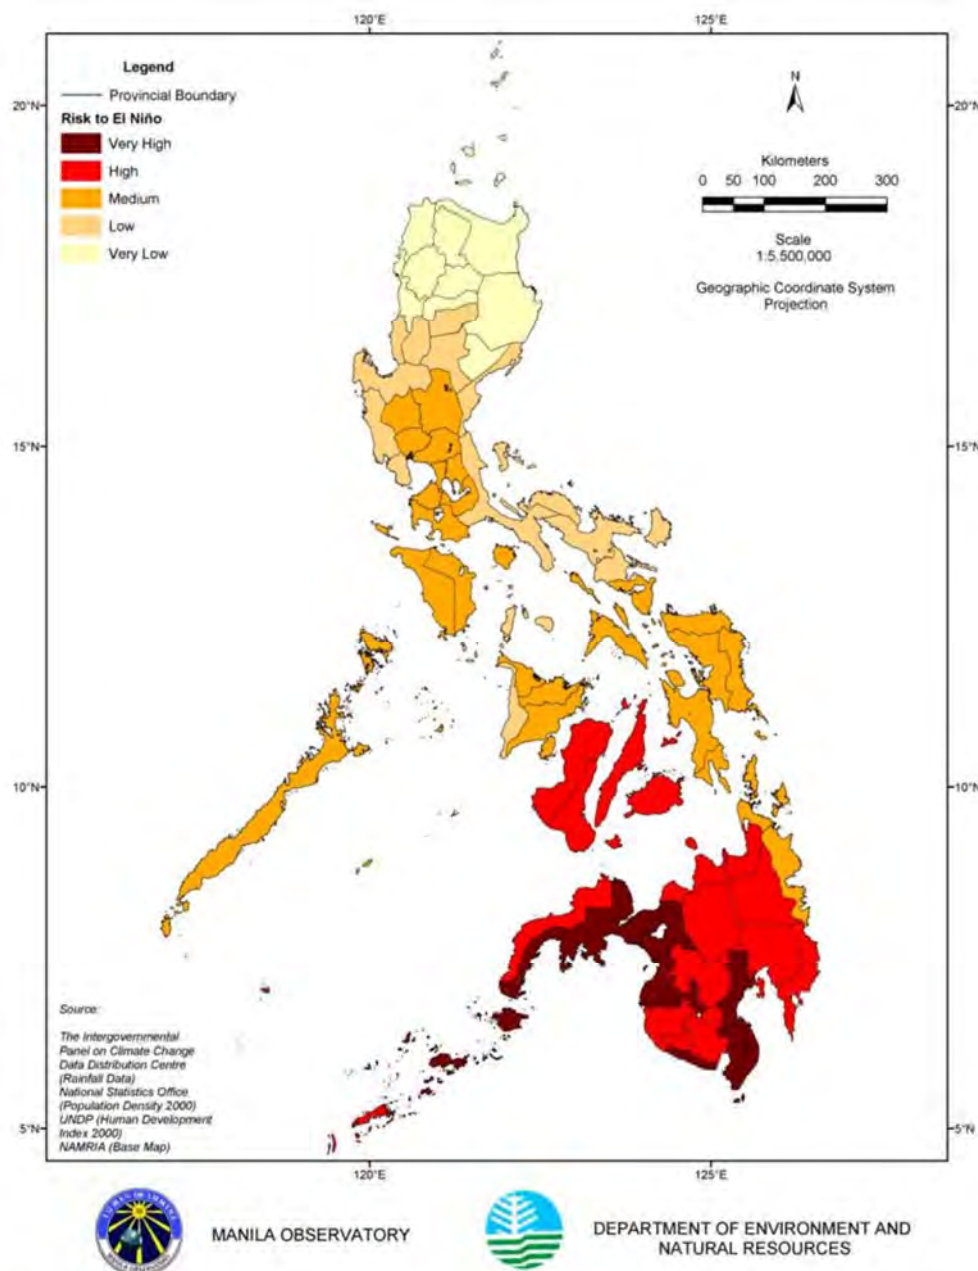 120°E
125°E
Legend
Provincial Boundary
Risk to El Niño
Very High
High
Medium
Low
Very Low
N
Kilometers
0 50 100 200 300
Scale
1:5,500,000
Geographic Coordinate System
Projection
20°N
20°N
15°N
15°N
10°N
10°N
5°N
5°N
Source:
The Intergovernmental
Panel on Climate Change
Data Distribution Centre
(Rainfall Data)
National Statistics Office
(Population Density 2000)
UNDP (Human Development
Index 2000)
NAMRIA (Base Map)
120°E
125°E
MANILA OBSERVATORY
DEPARTMENT OF ENVIRONMENT AND
NATURAL RESOURCES